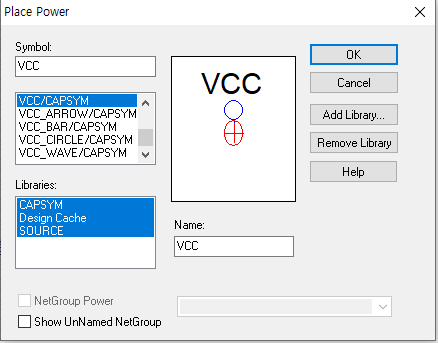 Place Power
Symbol:
VCC
VCC/CAPSYM
VCC_ARROW/CAPSYM
VCC_BAR/CAPSYM
VCC_CIRCLE/CAPSYM
VCC_WAVE/CAPSYM
Libraries:
CAPSYM
Design Cache
SOURCE
VCC
Name:
VCC
OK
Cancel
Add Library...
Remove Library
Help
NetGroup Power
Show UnNamed NetGroup